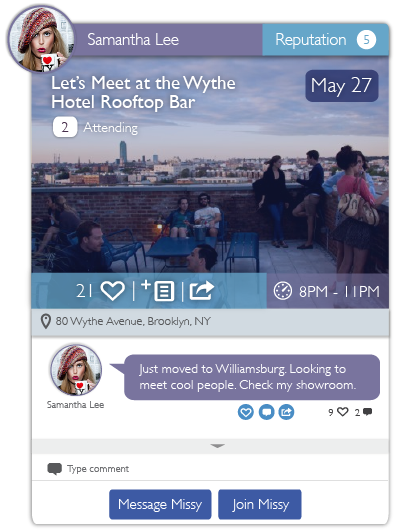 Samantha Lee
Reputation 5
Let's Meet at the Wythe
Hotel Rooftop Bar
May 27
2 Attending
21
8PM - 11PM
80 Wythe Avenue, Brooklyn, NY
Just moved to Williamsburg. Looking to
meet cool people. Check my showroom.
Samantha Lee
9 2
Type comment
Message Missy
Join Missy